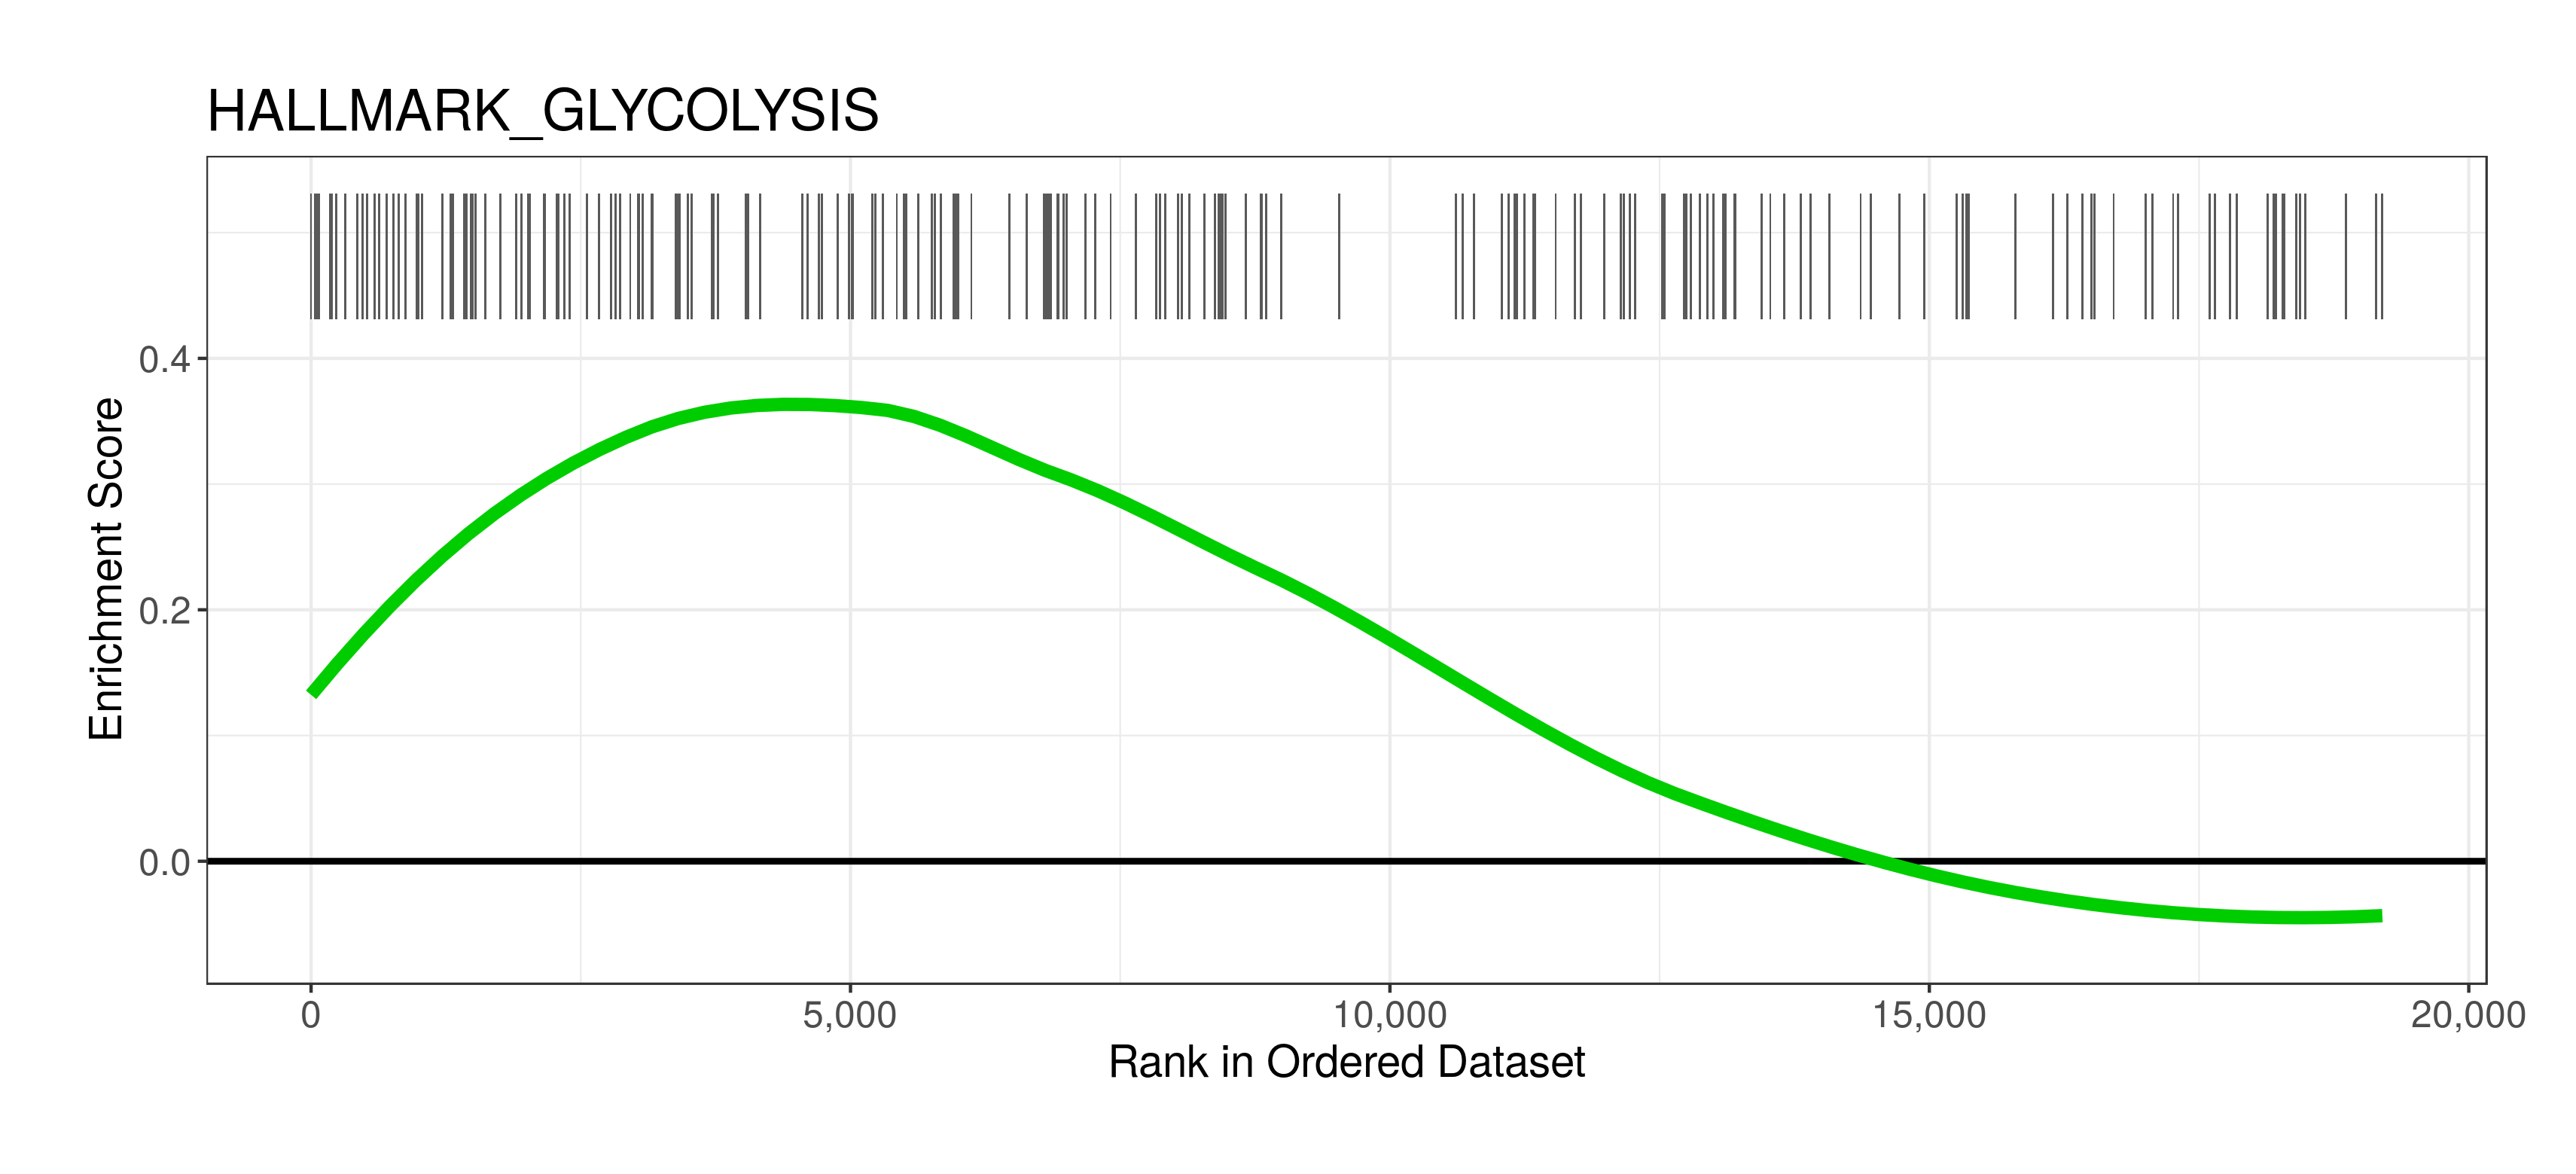 HALLMARK_GLYCOLYSIS
Enrichment Score
0.4
0.2
0.0
0 5,000 10,000 15,000 20,000
Rank in Ordered Dataset